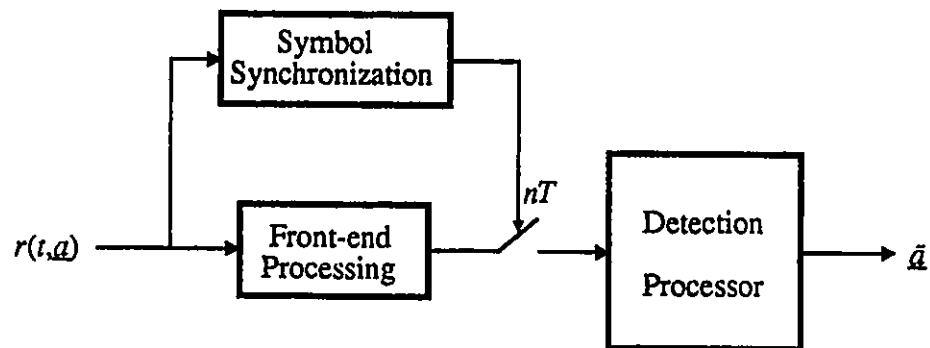 Symbol
Synchronization
nT
r(t,a)
Front-end
Processing
Detection
Processor
ã